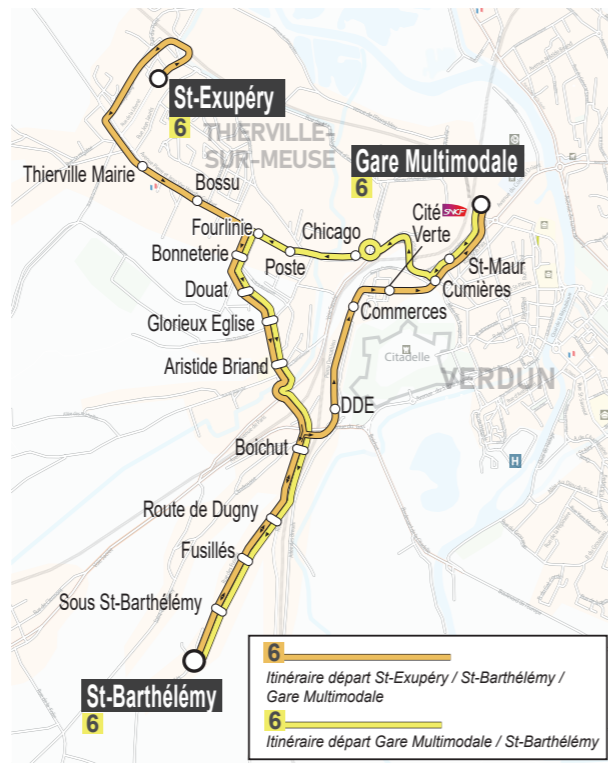 St-Exupéry
6
THIERVILLE-
SUR-MEUSE
Gare Multimodale
6
Thierville Mairie
Bossu
Cité
Verte
SNCF
Fourlinie
Chicago
Bonneterie
Poste
St-Maur
Cumières
Douat
Commerces
Glorieux Eglise
Citadelle
Aristide Briand
VERDUN
DDE
Boichut
H
Route de Dugny
Fusillés
Sous St-Barthélémy
St-Barthélémy
6
6
Itinéraire départ St-Exupéry / St-Barthélémy /
Gare Multimodale
6
Itinéraire départ Gare Multimodale / St-Barthélémy